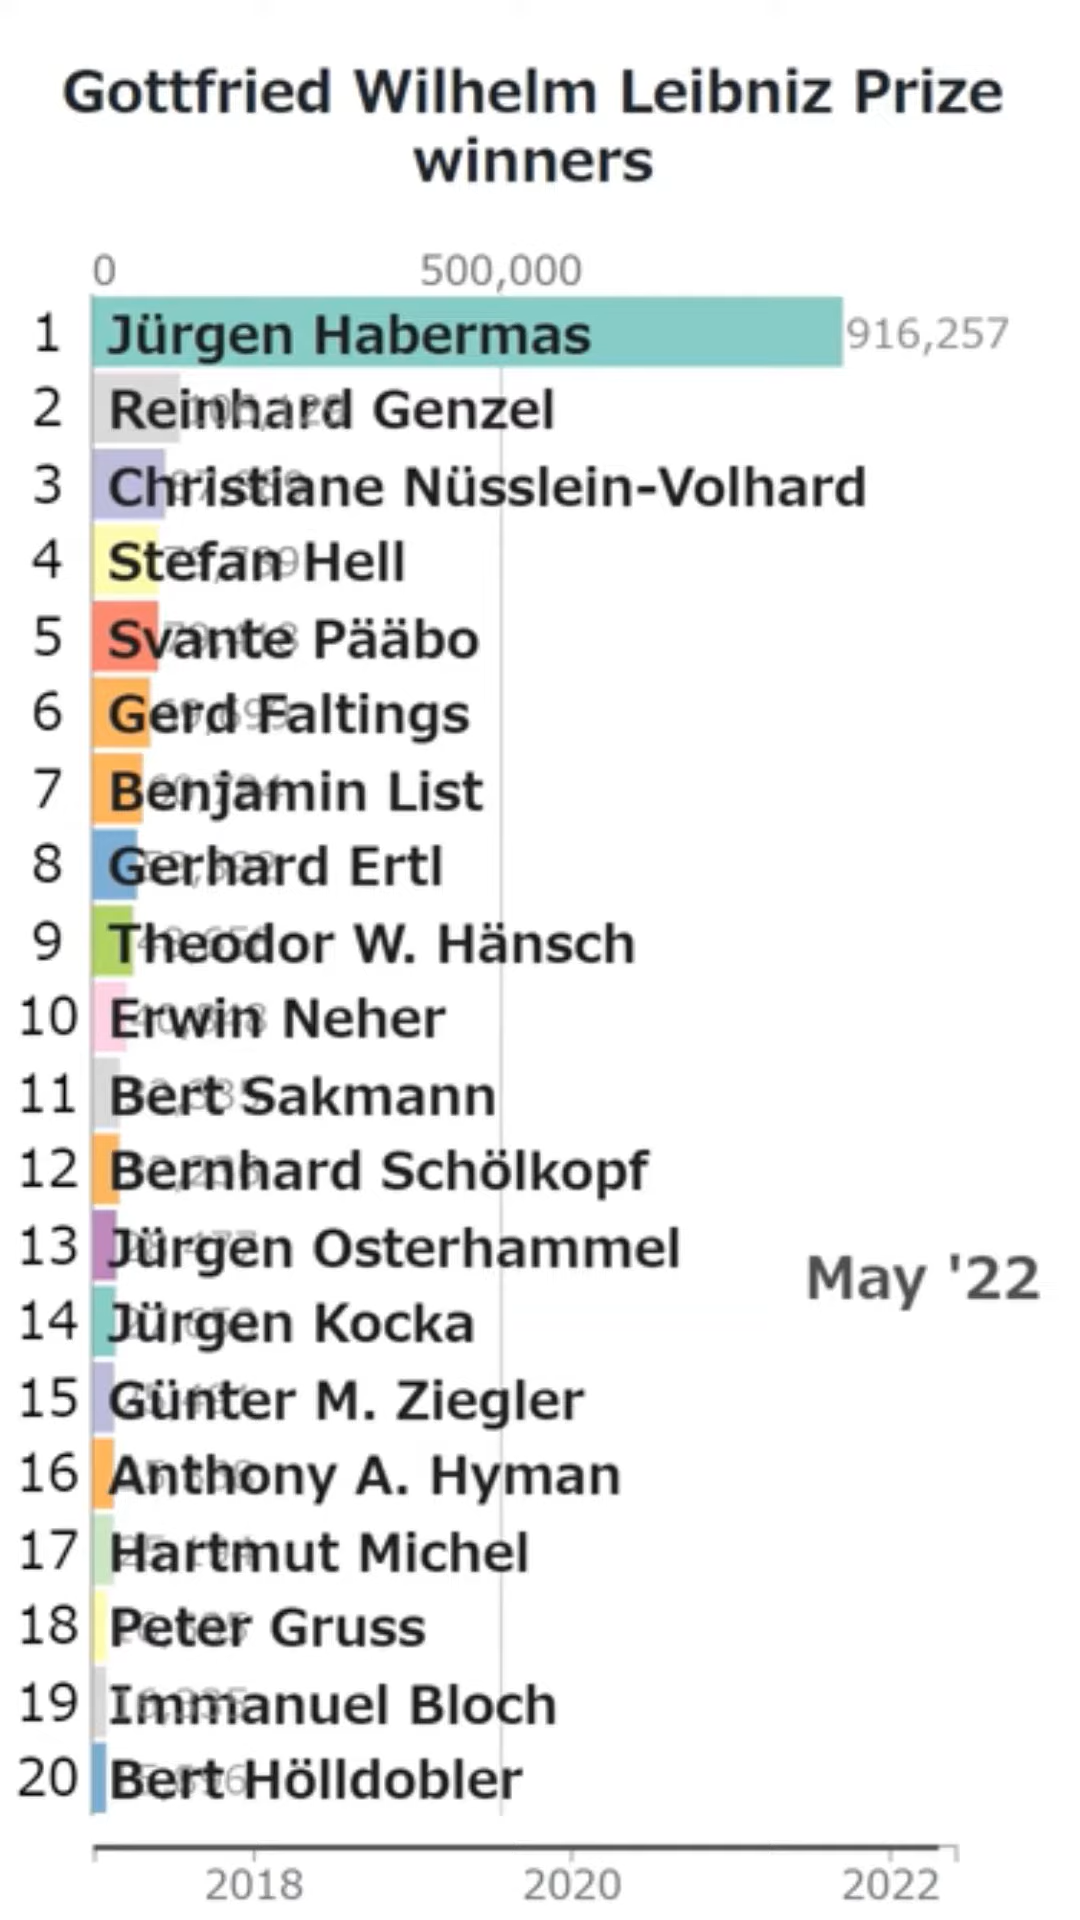 Gottfried Wilhelm Leibniz Prize
winners
0 500,000
1 Jürgen Habermas 916,257
2 Reinhard Genzel
3 Christiane Nüsslein-Volhard
4 Stefan Hell
5 Svante Pääbo
6 Gerd Faltings
7 Benjamin List
8 Gerhard Ertl
9 Theodor W. Hänsch
10 Erwin Neher
11 Bert Sakmann
12 Bernhard Schölkopf
13 Jürgen Osterhammel
May '22
14 Jürgen Kocka
15 Günter M. Ziegler
16 Anthony A. Hyman
17 Hartmut Michel
18 Peter Gruss
19 Immanuel Bloch
20 Bert Hölldobler
2018 2020 2022